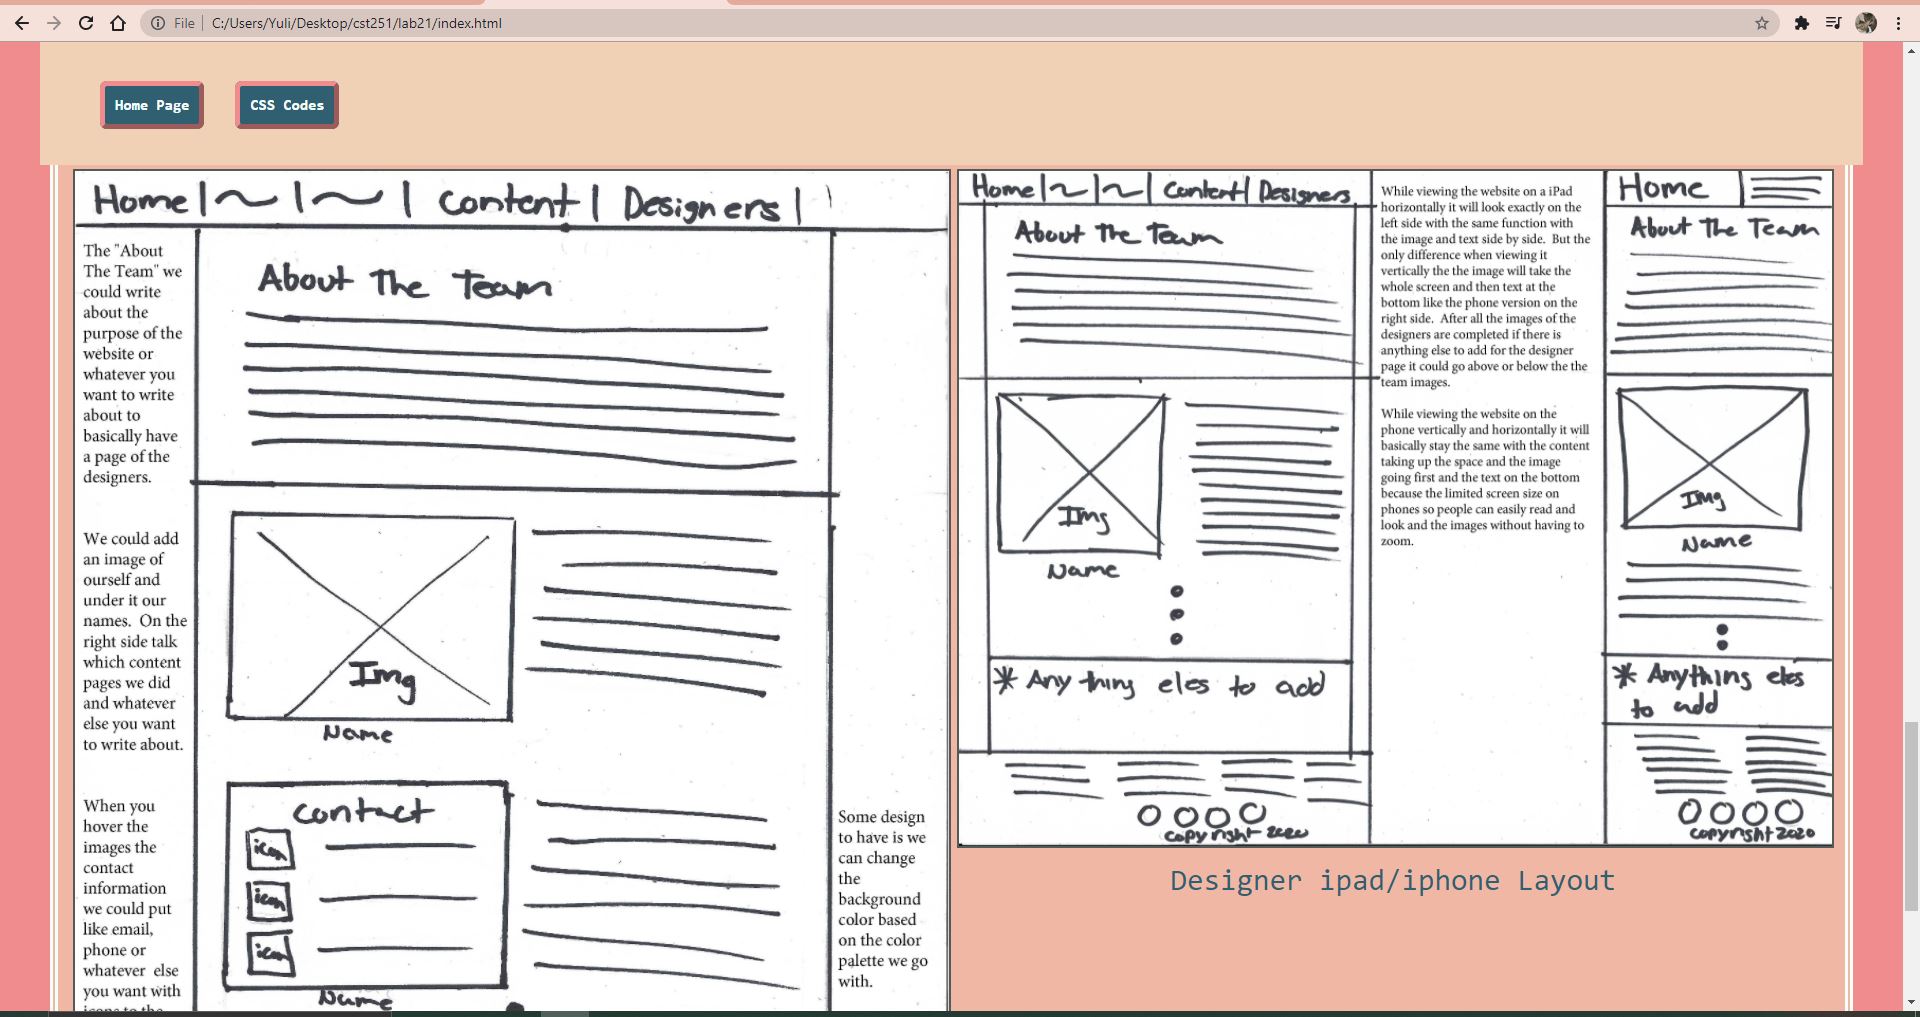 File
C:/Users/Yuli/Desktop/cst251/lab21/index.html
Home Page
CSS Codes
Home | ~ | ~ | Content | Designers |
The "About
The Team" we
could write
about the
purpose of the
website or
whatever you
want to write
about to
basically have
a page of the
designers.
We could add
an image of
ourself and
under it our
names. On the
right side talk
which content
pages we did
and whatever
else you want
to write about.
When you
hover the
images the
contact
information
we could put
like email,
phone or
whatever else
you want with
icons to the
About The Team
Img
Name
Contact
icon
icon
icon
Name
Some design
to have is we
can change
the
background
color based
on the color
palette we go
with.
Home | ~ | ~ | Content | Designers
About The Team
Img
Name
* Any thing eles to add
copyright 2020
While viewing the website on a iPad
horizontally it will look exactly on the
left side with the same function with
the image and text side by side. But the
only difference when viewing it
vertically the the image will take the
whole screen and then text at the
bottom like the phone version on the
right side. After all the images of the
designers are completed if there is
anything else to add for the designer
page it could go above or below the the
team images.
While viewing the website on the
phone vertically and horizontally it will
basically stay the same with the content
taking up the space and the image
going first and the text on the bottom
because the limited screen size on
phones so people can easily read and
look and the images without having to
zoom.
Home
About The Team
Img
Name
* Anything eles
to add
copyright 2020
Designer ipad/iphone Layout